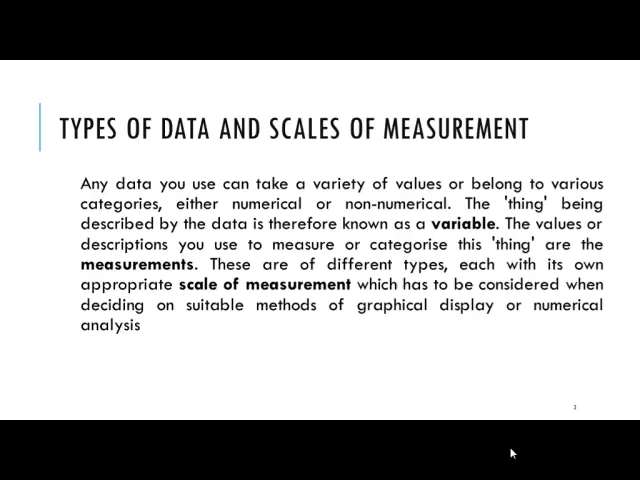 TYPES OF DATA AND SCALES OF MEASUREMENT
Any data you use can take a variety of values or belong to various
categories, either numerical or non-numerical. The 'thing' being
described by the data is therefore known as a variable. The values or
descriptions you use to measure or categorise this 'thing' are the
measurements. These are of different types, each with its own
appropriate scale of measurement which has to be considered when
deciding on suitable methods of graphical display or numerical
analysis